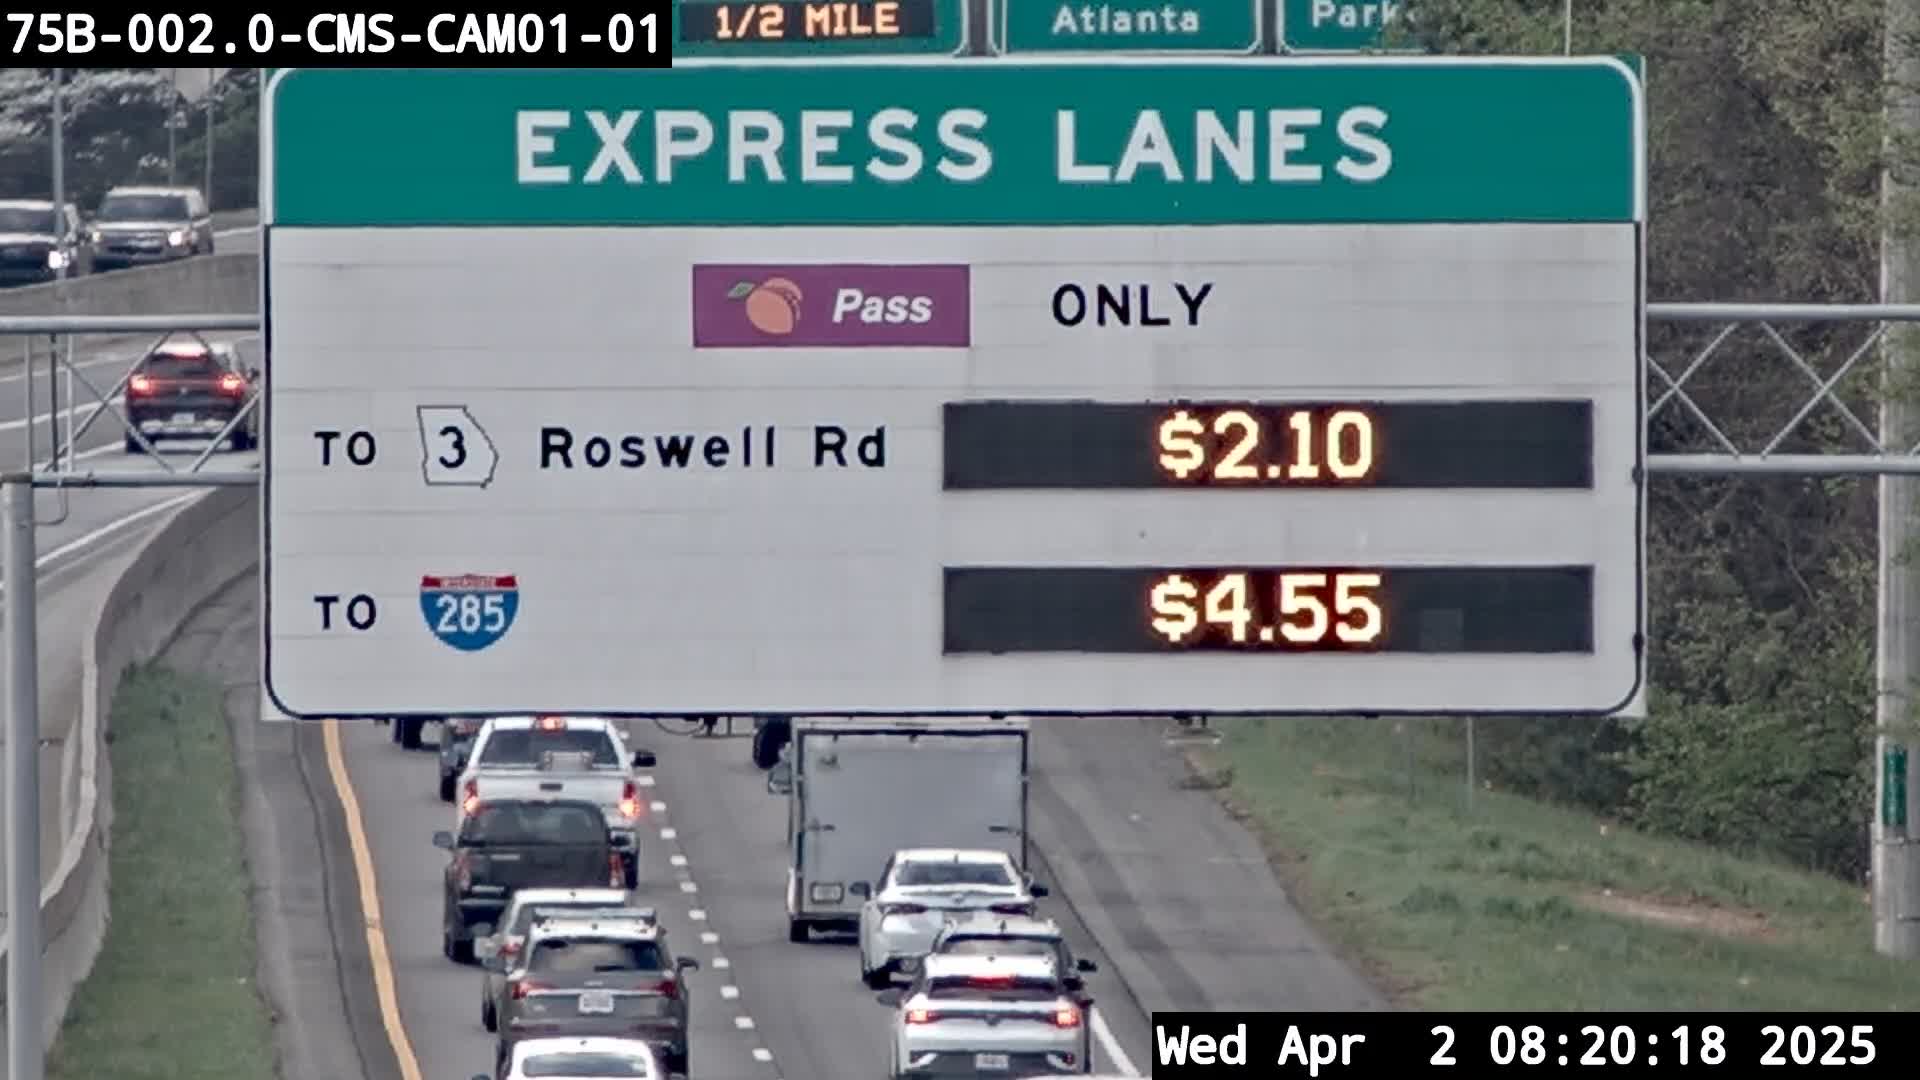 75B-002.0-CMS-CAM01-01
1/2 MILE
Atlanta
EXPRESS LANES
Pass ONLY
TO 3 Roswell Rd $2.10
TO 285 $4.55
Wed Apr 2 08:20:18 2025